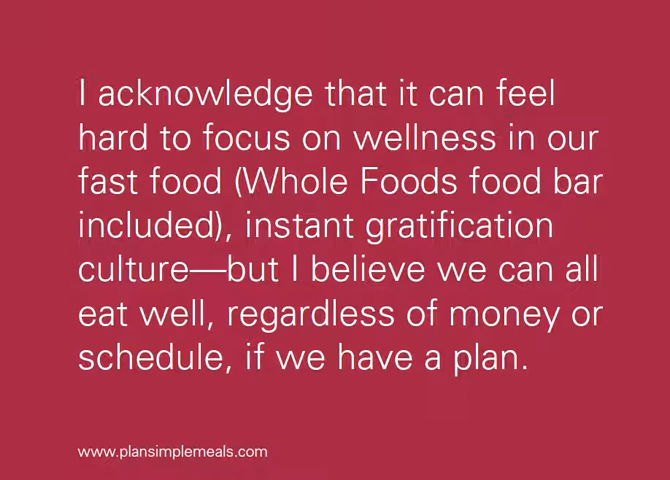 I acknowledge that it can feel
hard to focus on wellness in our
fast food (Whole Foods food bar
included), instant gratification
culture—but I believe we can all
eat well, regardless of money or
schedule, if we have a plan.
www.plansimplemeals.com